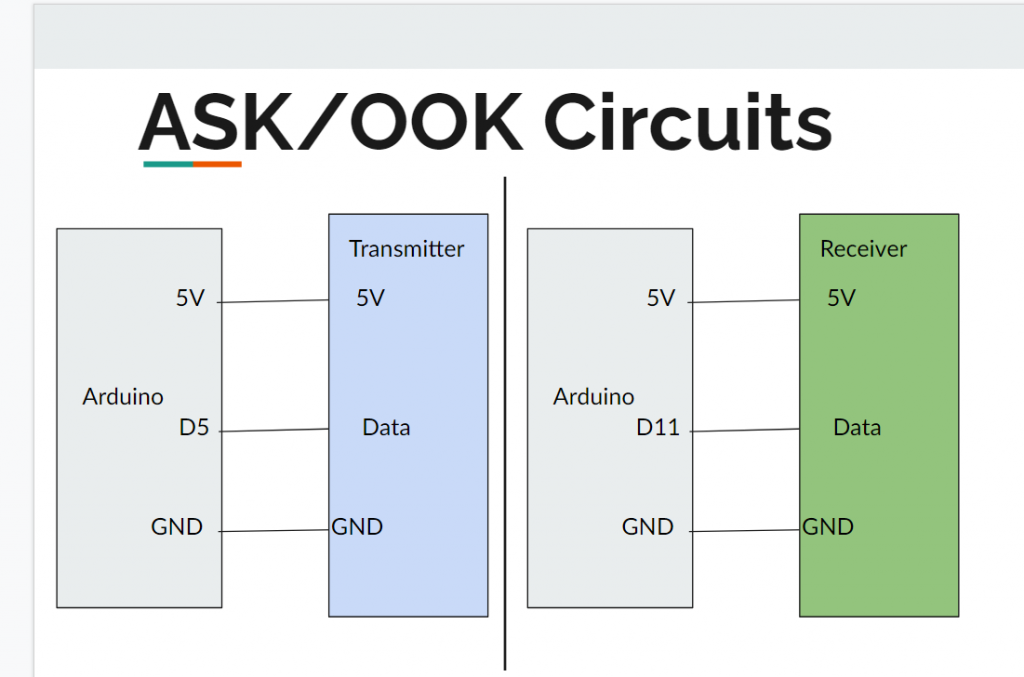 ASK/OOK Circuits
Transmitter
5V
5V
Arduino
D5
Data
GND
GND
Receiver
5V
5V
Arduino
D11
Data
GND
GND